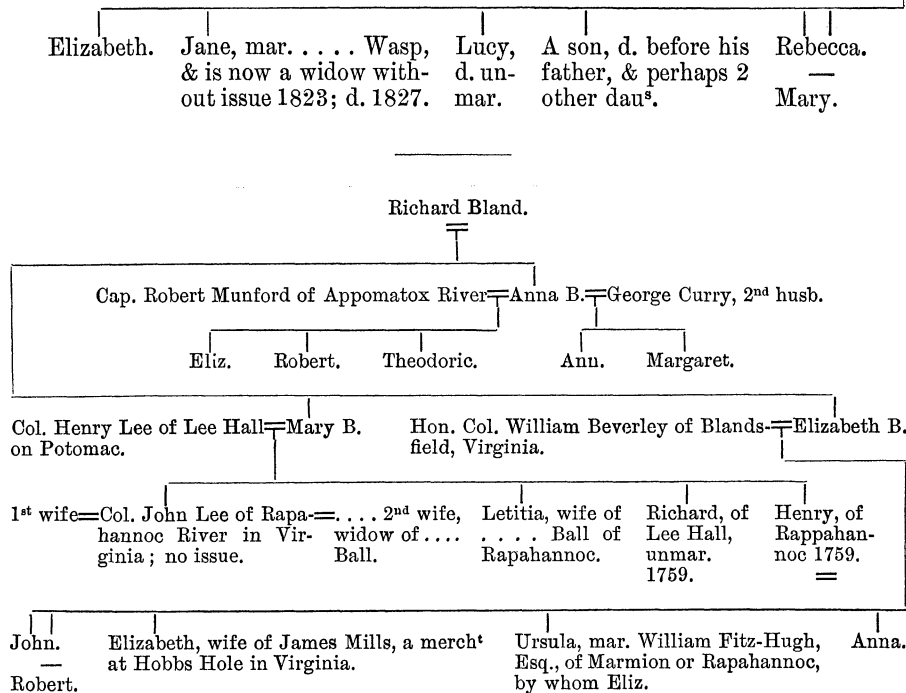 Elizabeth.
Jane, mar. . . . . . Wasp,
& is now a widow with-
out issue 1823; d. 1827.
Lucy,
d. un-
mar.
A son, d. before his
father, & perhaps 2
other dauˢ.
Rebecca.
—
Mary.
Richard Bland.
Cap. Robert Munford of Appomatox River
Anna B.
George Curry, 2ⁿᵈ husb.
Eliz.
Robert.
Theodoric.
Ann.
Margaret.
Col. Henry Lee of Lee Hall
on Potomac.
Mary B.
Hon. Col. William Beverley of Blands-
field, Virginia.
Elizabeth B.
1ˢᵗ wife
Col. John Lee of Rapa-
hannoc River in Vir-
ginia; no issue.
. . . . 2ⁿᵈ wife,
widow of . . . .
Ball.
Letitia, wife of
. . . . Ball of
Rapahannoc.
Richard, of
Lee Hall,
unmar.
1759.
Henry, of
Rappahan-
noc 1759.
John.
—
Robert.
Elizabeth, wife of James Mills, a merchᵗ
at Hobbs Hole in Virginia.
Ursula, mar. William Fitz-Hugh,
Esq., of Marmion or Rapahannoc,
by whom Eliz.
Anna.